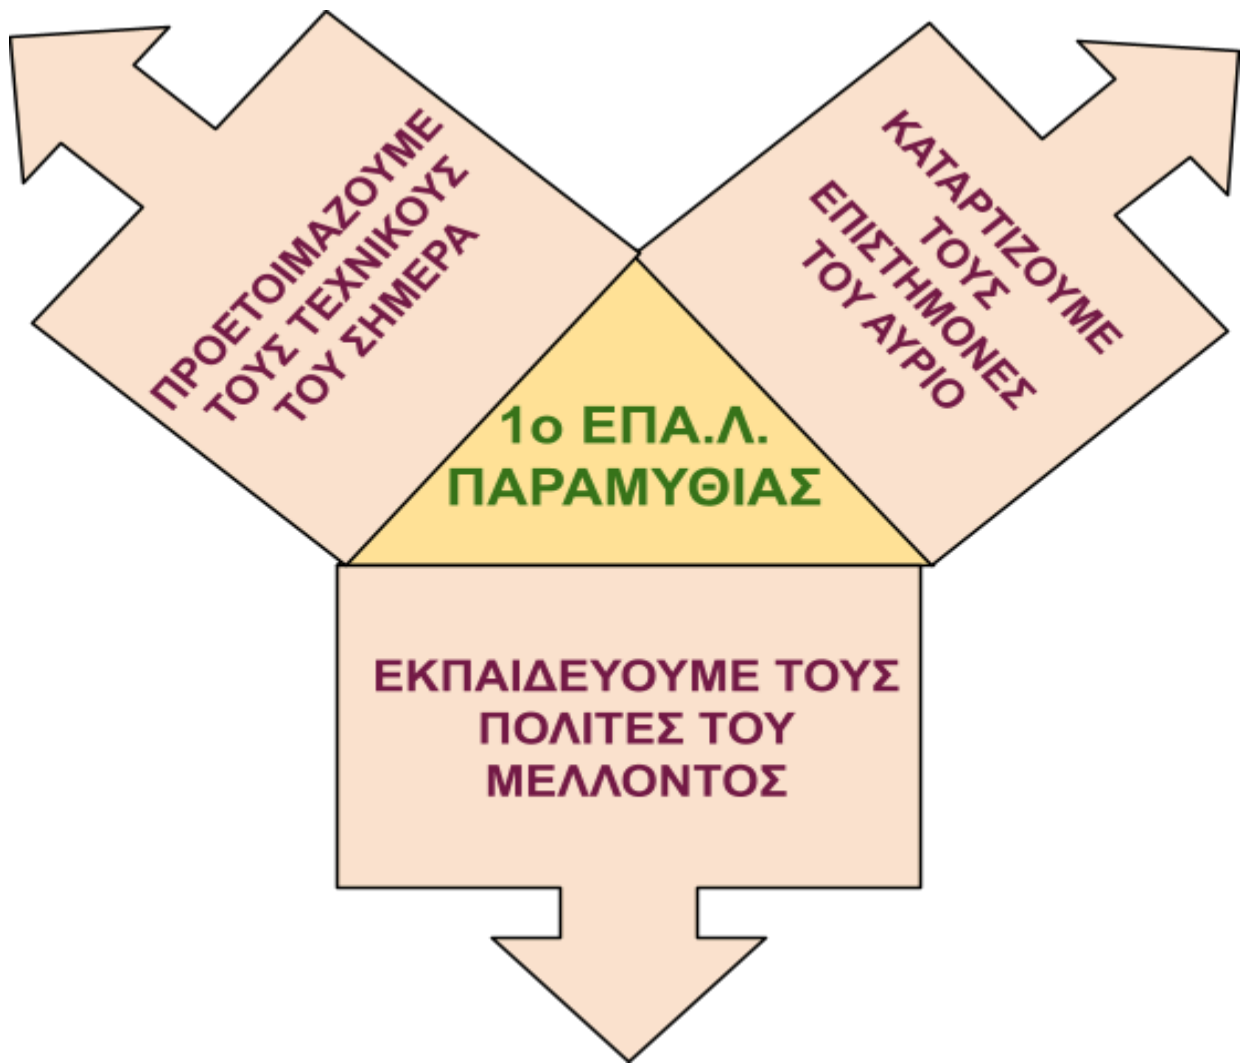 ΠΡΟΕΤΟΙΜΑΖΟΥΜΕ
ΤΟΥΣ ΤΕΧΝΙΚΟΥΣ
ΤΟΥ ΣΗΜΕΡΑ
ΚΑΤΑΡΤΙΖΟΥΜΕ
ΤΟΥΣ
ΕΠΙΣΤΗΜΟΝΕΣ
ΤΟΥ ΑΥΡΙΟ
1ο ΕΠΑ.Λ.
ΠΑΡΑΜΥΘΙΑΣ
ΕΚΠΑΙΔΕΥΟΥΜΕ ΤΟΥΣ
ΠΟΛΙΤΕΣ ΤΟΥ
ΜΕΛΛΟΝΤΟΣ